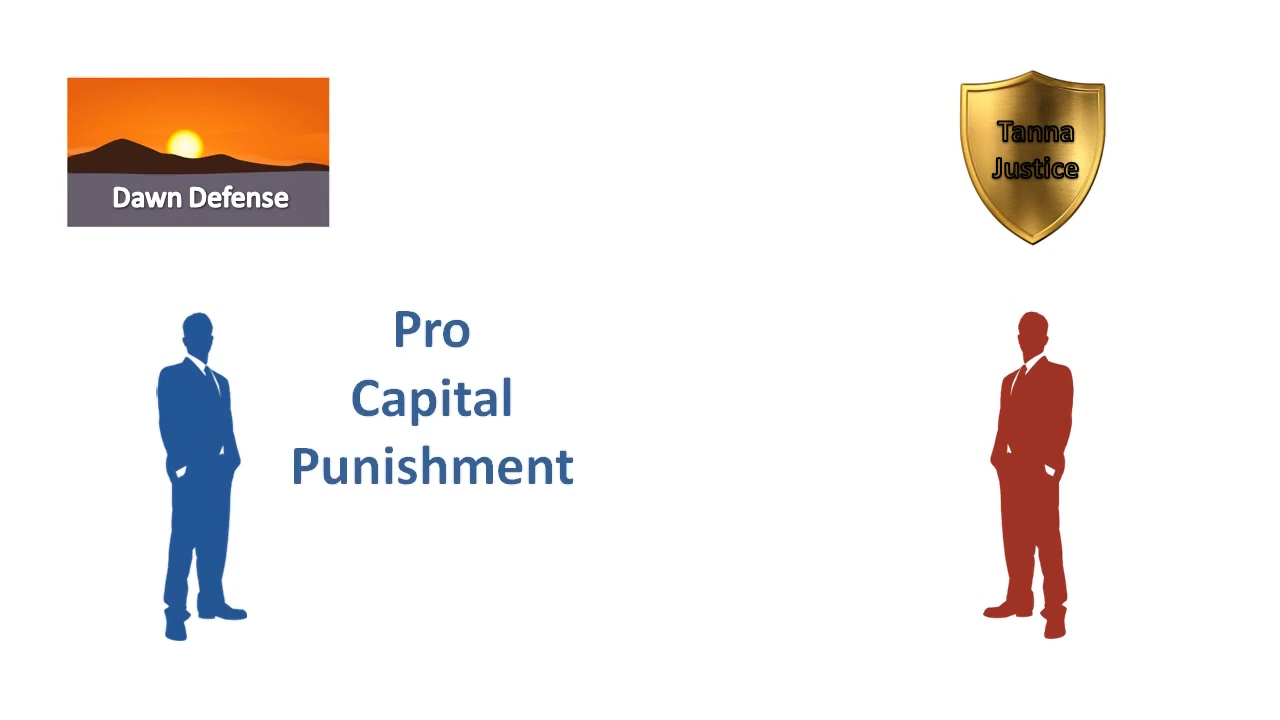 Dawn Defense
Tanna
Justice
Pro
Capital
Punishment